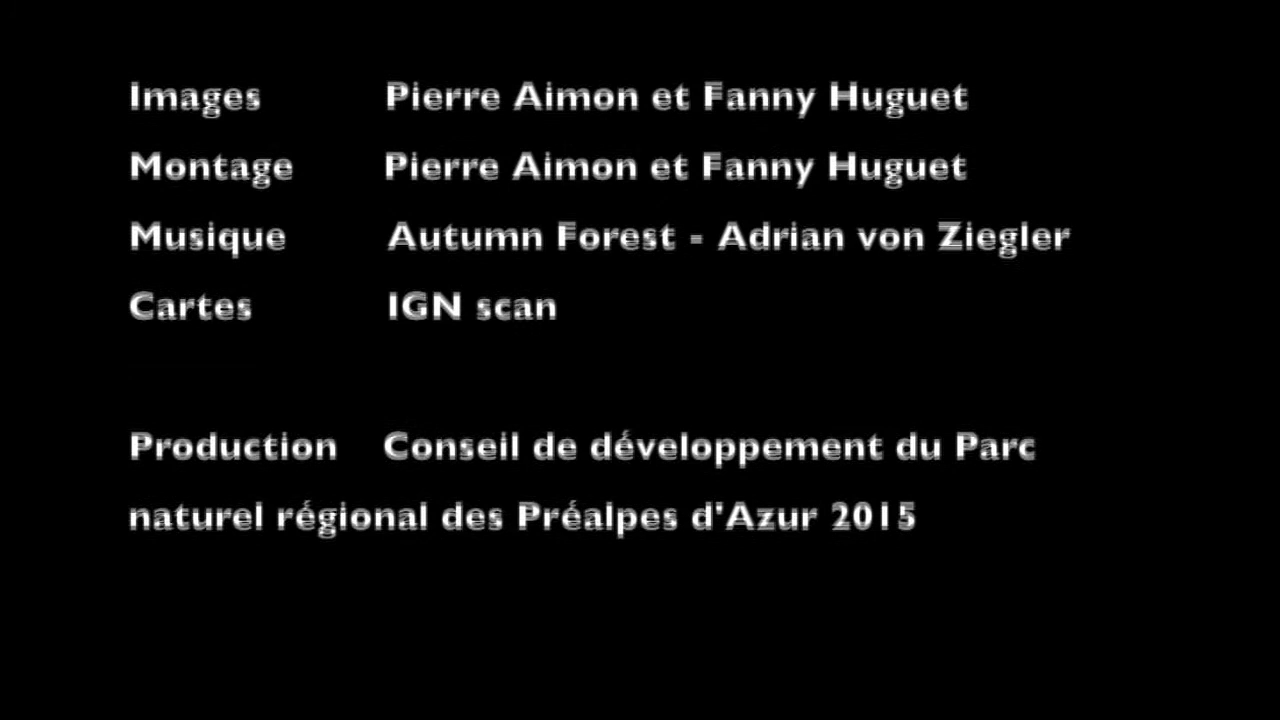 Images Pierre Aimon et Fanny Huguet
Montage Pierre Aimon et Fanny Huguet
Musique Autumn Forest - Adrian von Ziegler
Cartes IGN scan
Production Conseil de développement du Parc
naturel régional des Préalpes d'Azur 2015